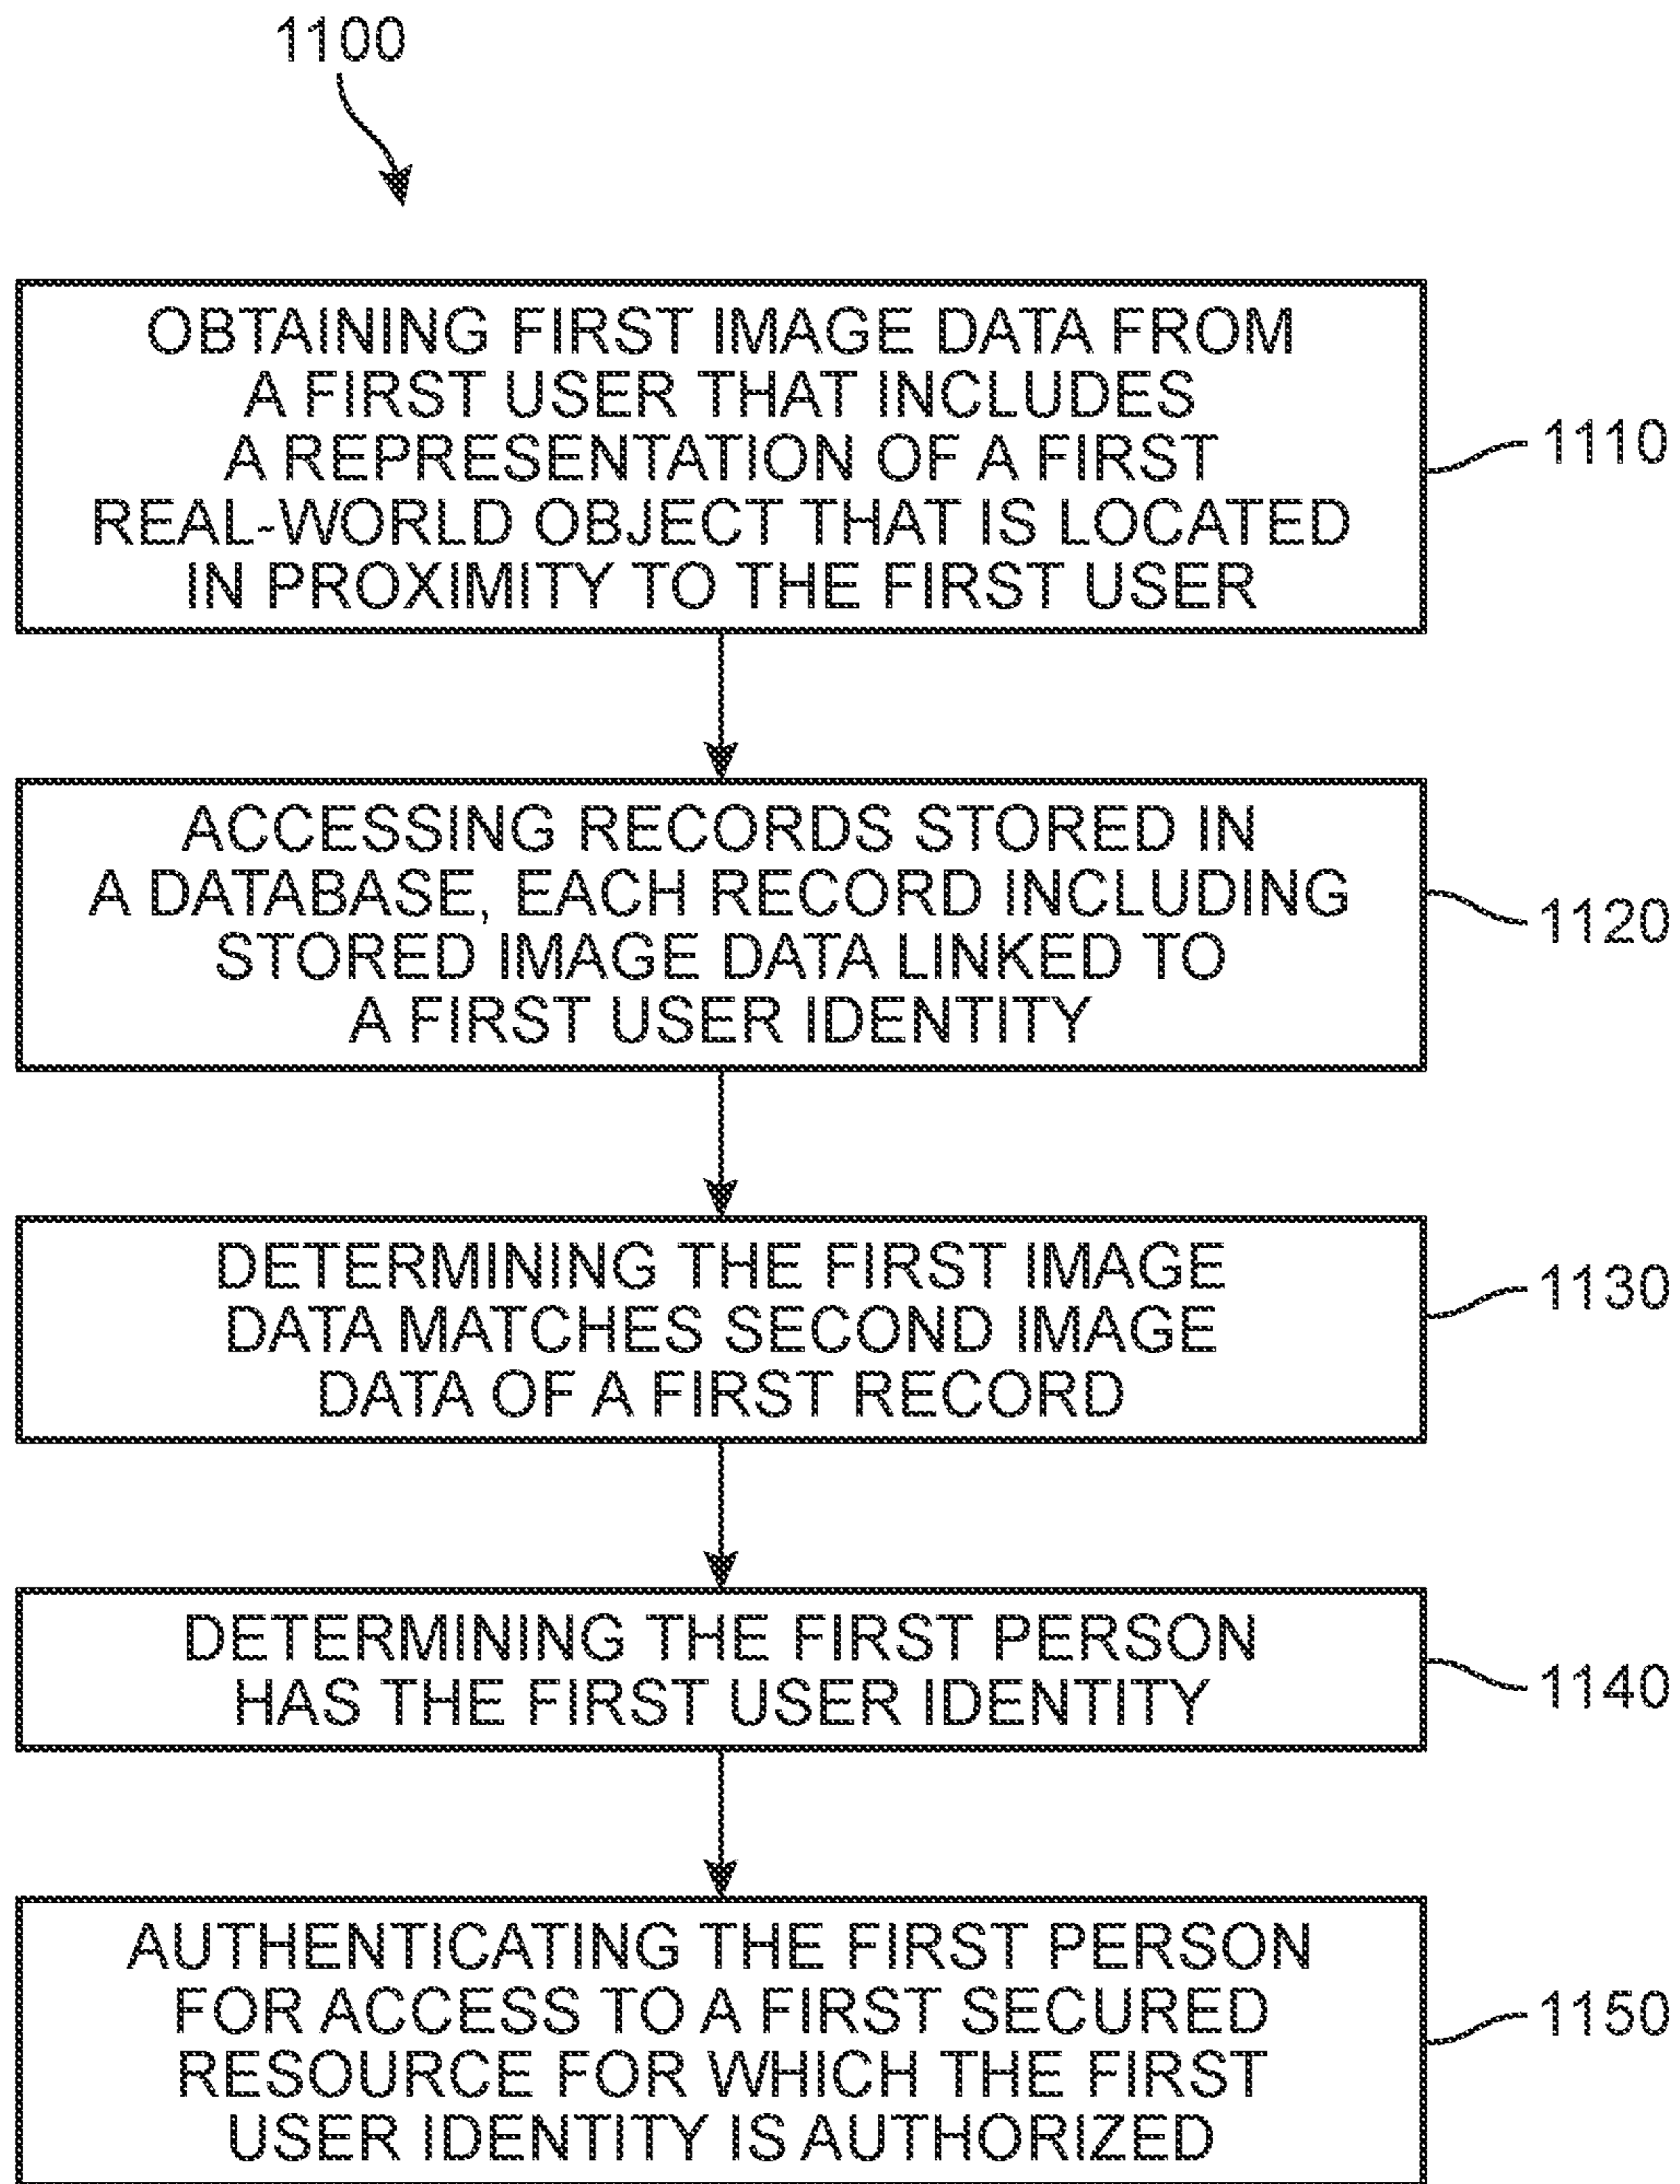 1100
OBTAINING FIRST IMAGE DATA FROM
A FIRST USER THAT INCLUDES
A REPRESENTATION OF A FIRST
REAL-WORLD OBJECT THAT IS LOCATED
IN PROXIMITY TO THE FIRST USER
1110
ACCESSING RECORDS STORED IN
A DATABASE, EACH RECORD INCLUDING
STORED IMAGE DATA LINKED TO
A FIRST USER IDENTITY
1120
DETERMINING THE FIRST IMAGE
DATA MATCHES SECOND IMAGE
DATA OF A FIRST RECORD
1130
DETERMINING THE FIRST PERSON
HAS THE FIRST USER IDENTITY
1140
AUTHENTICATING THE FIRST PERSON
FOR ACCESS TO A FIRST SECURED
RESOURCE FOR WHICH THE FIRST
USER IDENTITY IS AUTHORIZED
1150